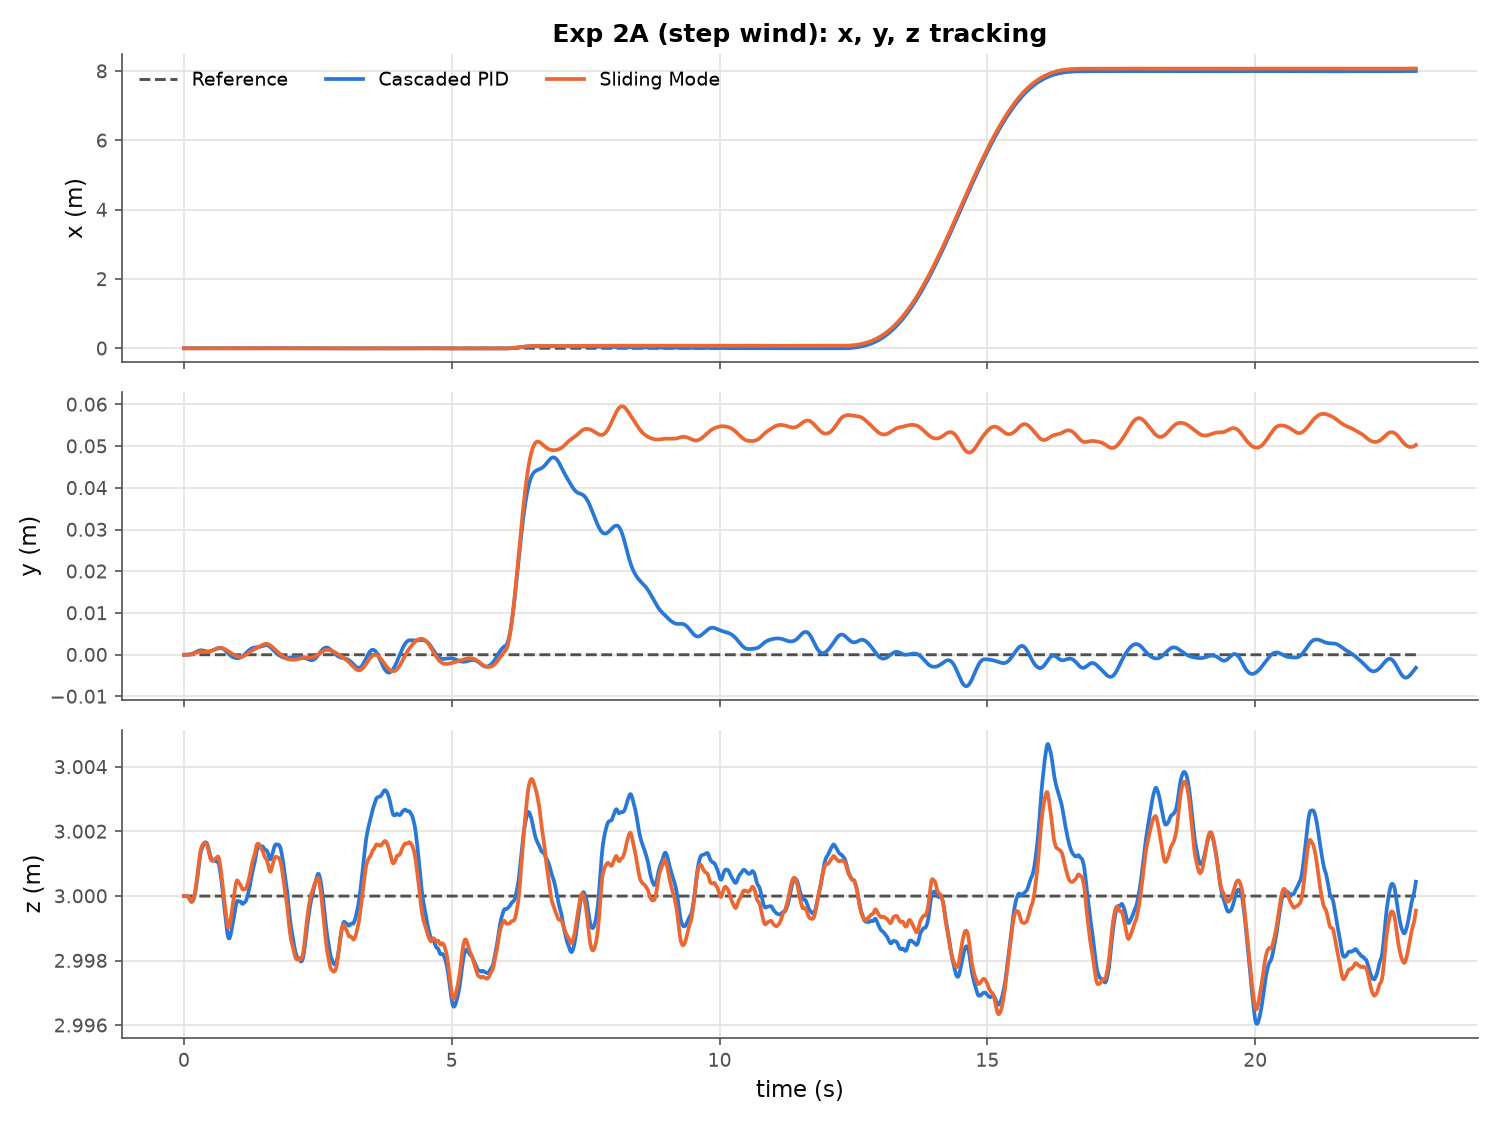 Exp 2A (step wind): x, y, z tracking
Reference
Cascaded PID
Sliding Mode
8
6
4
2
0
x (m)
0.06
0.05
0.04
0.03
0.02
0.01
0.00
−0.01
y (m)
3.004
3.002
3.000
2.998
2.996
z (m)
0
5
10
15
20
time (s)